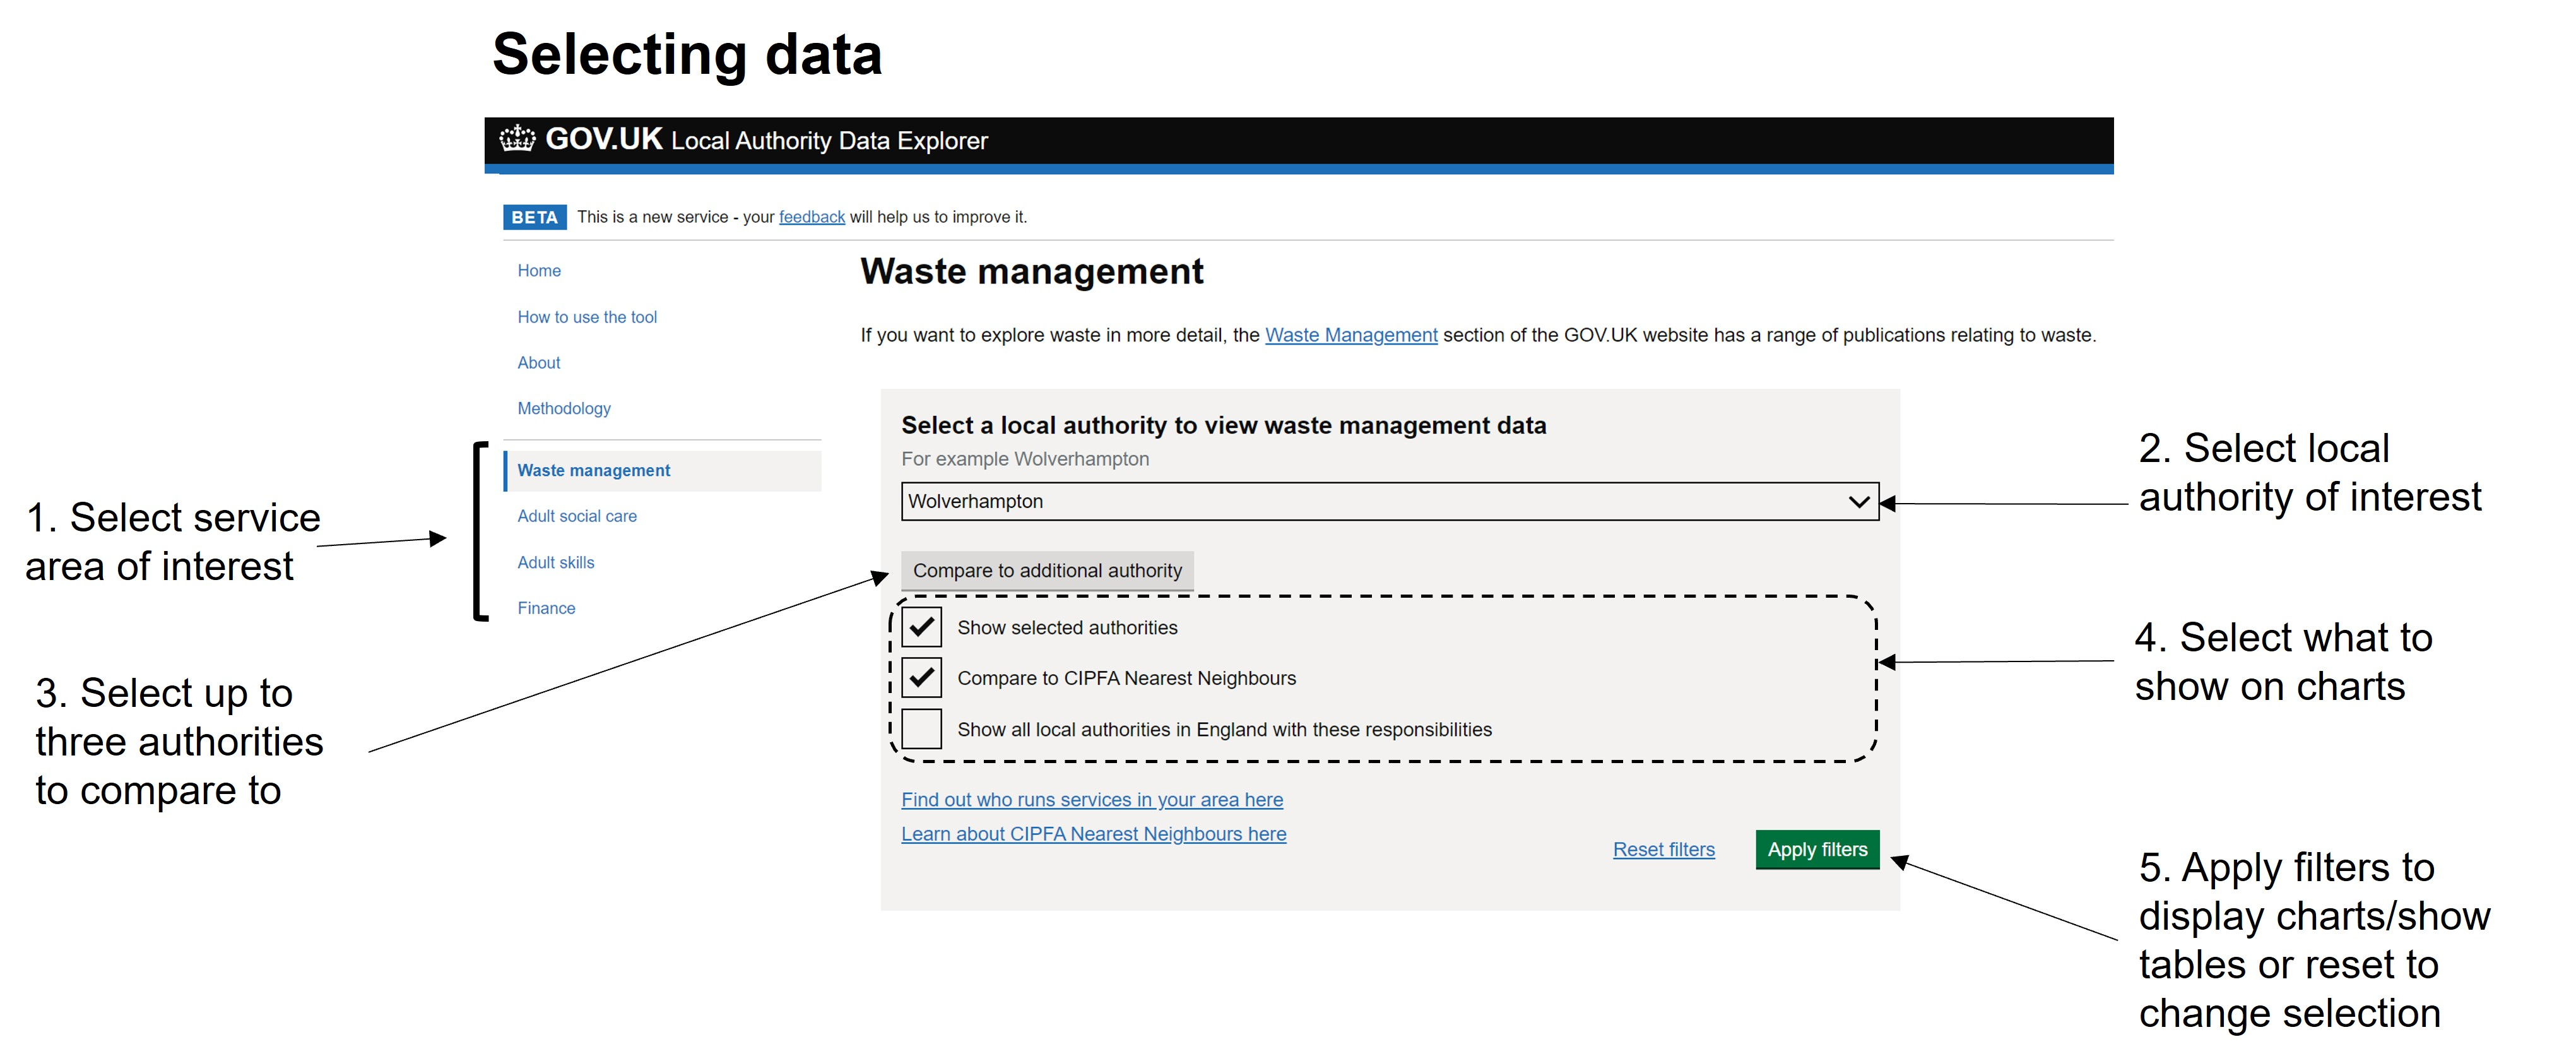 Selecting data
GOV.UK Local Authority Data Explorer
BETA This is a new service - your feedback will help us to improve it.
Home
How to use the tool
About
Methodology
Waste management
Adult social care
Adult skills
Finance
Waste management
If you want to explore waste in more detail, the Waste Management section of the GOV.UK website has a range of publications relating to waste.
Select a local authority to view waste management data
For example Wolverhampton
Wolverhampton
Compare to additional authority
Show selected authorities
Compare to CIPFA Nearest Neighbours
Show all local authorities in England with these responsibilities
Find out who runs services in your area here
Learn about CIPFA Nearest Neighbours here
Reset filters
Apply filters
1. Select service
area of interest
2. Select local
authority of interest
3. Select up to
three authorities
to compare to
4. Select what to
show on charts
5. Apply filters to
display charts/show
tables or reset to
change selection